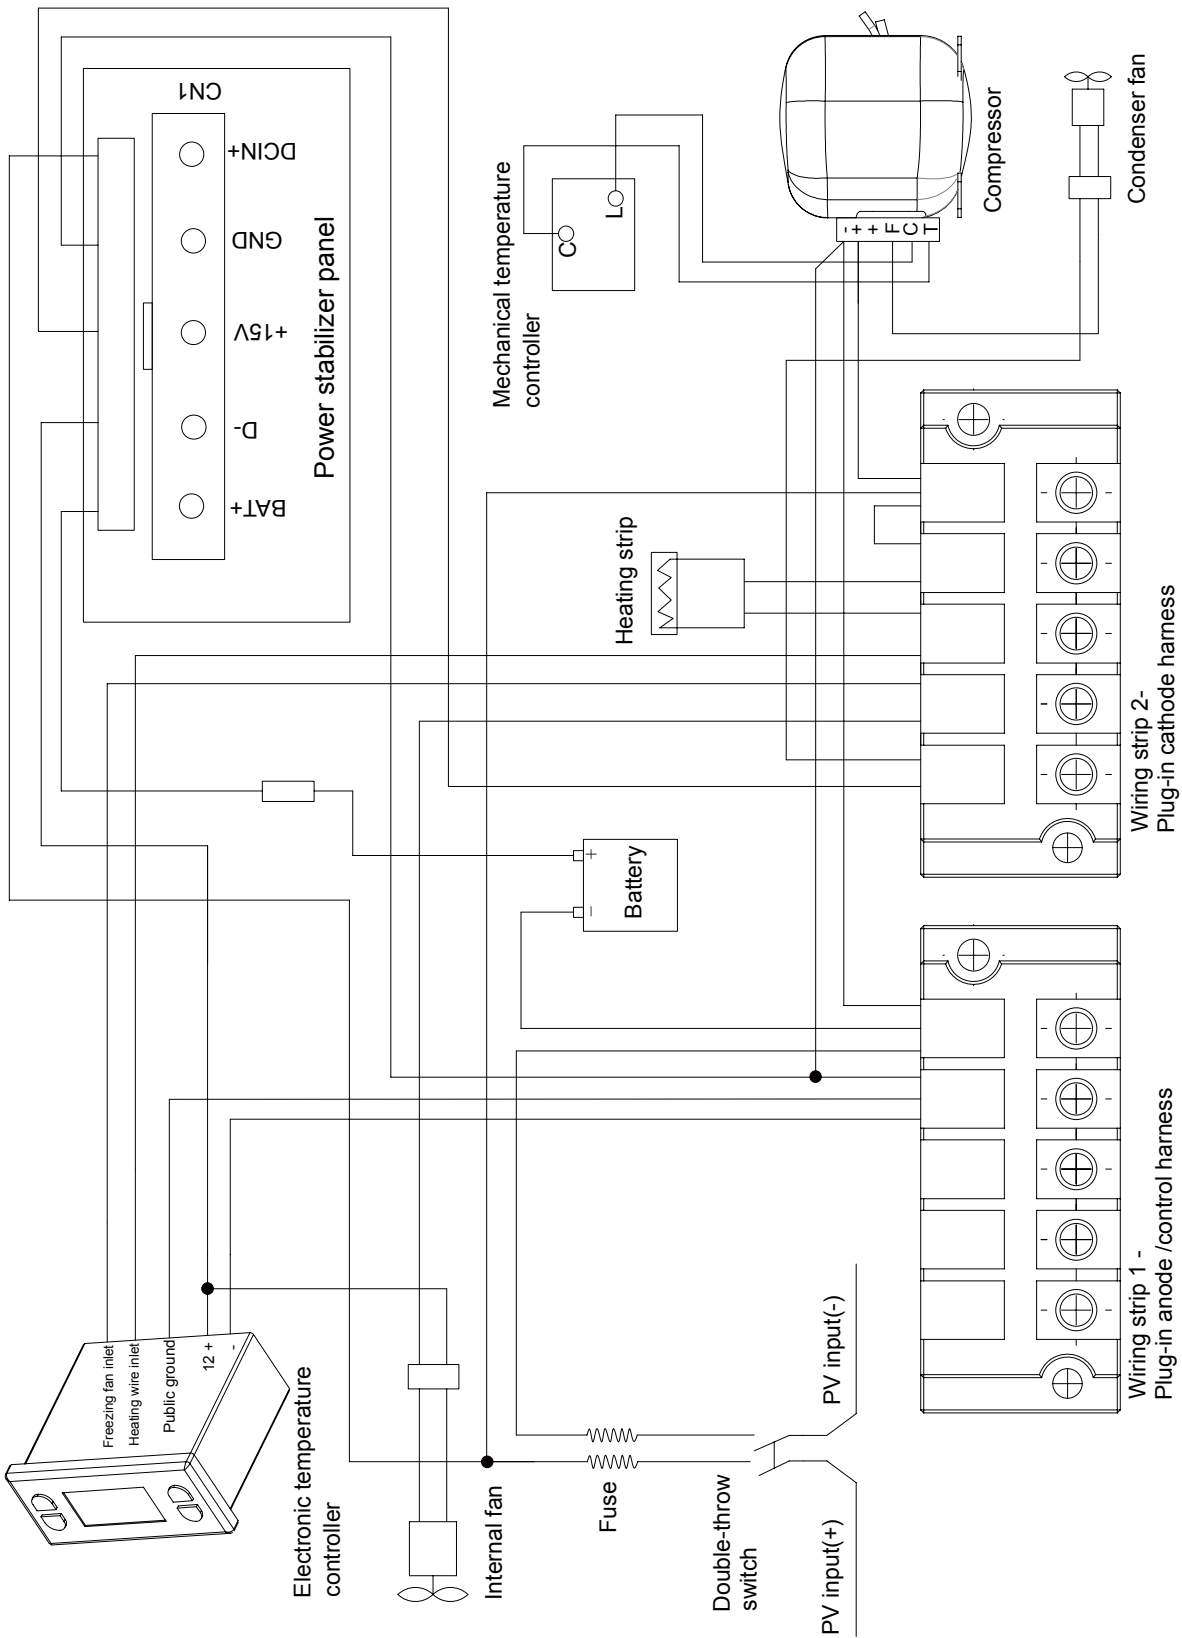 CN1
DCIN+
GND
+15V
D-
BAT+
Power stabilizer panel
Mechanical temperature
controller
C
L
Compressor
-
+
+
F
C
T
Condenser fan
Heating strip
Battery
+
-
Wiring strip 2-
Plug-in cathode harness
Freezing fan inlet
Heating wire inlet
Public ground
12 +
-
Electronic temperature
controller
Internal fan
Fuse
Double-throw
switch
PV input(+)
PV input(-)
Wiring strip 1 -
Plug-in anode /control harness